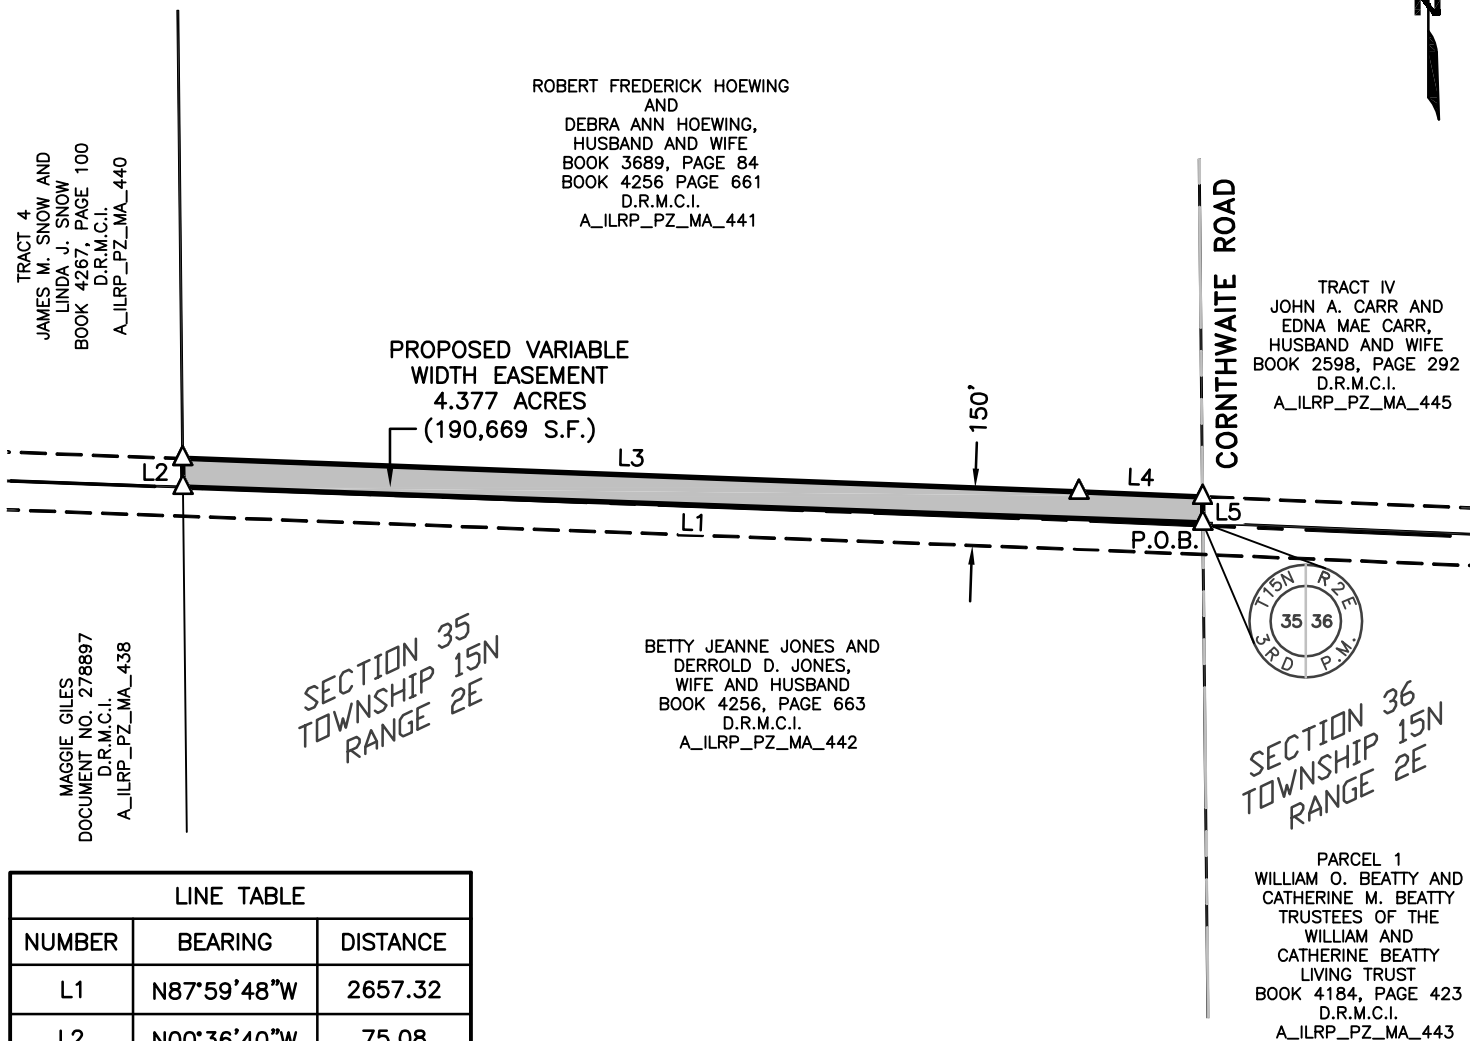 N
ROBERT FREDERICK HOEWING
AND
DEBRA ANN HOEWING,
HUSBAND AND WIFE
BOOK 3689, PAGE 84
BOOK 4256 PAGE 661
D.R.M.C.I.
A_ILRP_PZ_MA_441
TRACT 4
JAMES M. SNOW AND
LINDA J. SNOW
BOOK 4267, PAGE 100
D.R.M.C.I.
A_ILRP_PZ_MA_440
CORNTHWAITE ROAD
TRACT IV
JOHN A. CARR AND
EDNA MAE CARR,
HUSBAND AND WIFE
BOOK 2598, PAGE 292
D.R.M.C.I.
A_ILRP_PZ_MA_445
PROPOSED VARIABLE
WIDTH EASEMENT
4.377 ACRES
(190,669 S.F.)
150'
L2
L3
L4
L1
L5
P.O.B.
T15N R2E
35 36
3RD P.M.
MAGGIE GILES
DOCUMENT NO. 278897
D.R.M.C.I.
A_ILRP_PZ_MA_438
SECTION 35
TOWNSHIP 15N
RANGE 2E
BETTY JEANNE JONES AND
DERROLD D. JONES,
WIFE AND HUSBAND
BOOK 4256, PAGE 663
D.R.M.C.I.
A_ILRP_PZ_MA_442
SECTION 36
TOWNSHIP 15N
RANGE 2E
PARCEL 1
WILLIAM O. BEATTY AND
CATHERINE M. BEATTY
TRUSTEES OF THE
WILLIAM AND
CATHERINE BEATTY
LIVING TRUST
BOOK 4184, PAGE 423
D.R.M.C.I.
A_ILRP_PZ_MA_443
LINE TABLE
NUMBER BEARING DISTANCE
L1 N87°59'48"W 2657.32
L2 N00°36'40"W 75.08